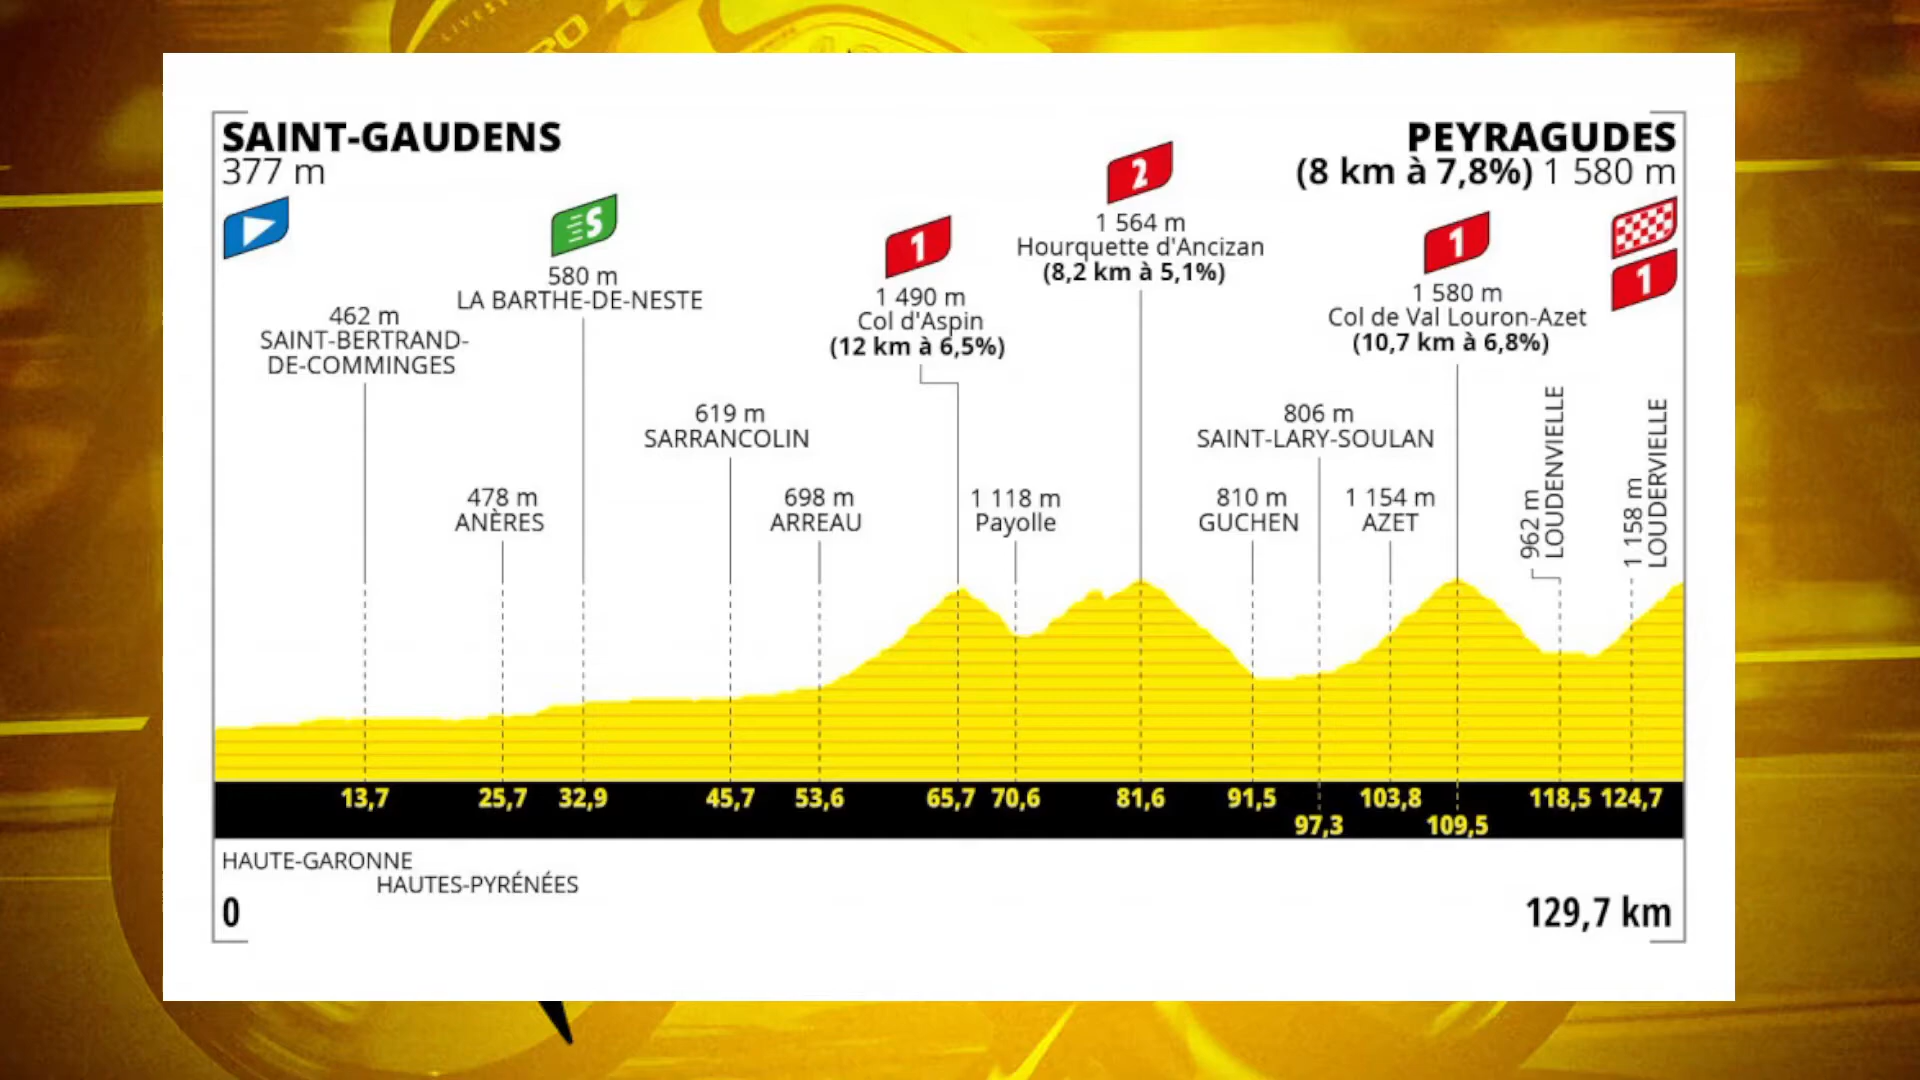 LIVEST
RO
SAINT-GAUDENS
377 m
PEYRAGUDES
(8 km à 7,8%) 1 580 m
S
580 m
LA BARTHE-DE-NESTE
462 m
SAINT-BERTRAND-
DE-COMMINGES
1
1 490 m
Col d'Aspin
(12 km à 6,5%)
2
1 564 m
Hourquette d'Ancizan
(8,2 km à 5,1%)
1
1 580 m
Col de Val Louron-Azet
(10,7 km à 6,8%)
1
619 m
SARRANCOLIN
806 m
SAINT-LARY-SOULAN
478 m
ANÈRES
698 m
ARREAU
1 118 m
Payolle
810 m
GUCHEN
1 154 m
AZET
962 m
LOUDENVIELLE
1 158 m
LOUDERVIELLE
13,7 25,7 32,9 45,7 53,6 65,7 70,6 81,6 91,5 103,8 118,5 124,7
97,3 109,5
HAUTE-GARONNE
HAUTES-PYRÉNÉES
0
129,7 km